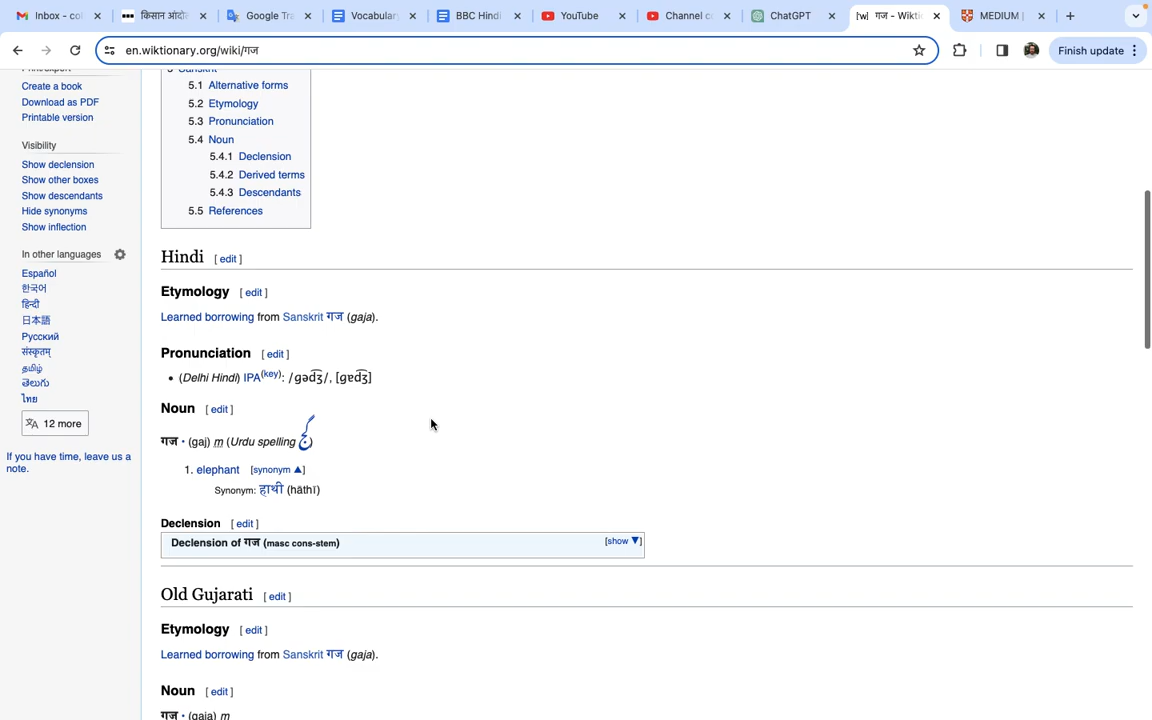 Inbox - co
किसान आंदो
Google Tra
Vocabular
BBC Hindi
YouTube
Channel c
ChatGPT
[w] गज - Wikti
MEDIUM
en.wiktionary.org/wiki/गज
Finish update
Print/export
Create a book
Download as PDF
Printable version
Visibility
Show declension
Show other boxes
Show descendants
Hide synonyms
Show inflection
In other languages
Español
한국어
हिन्दी
日本語
Русский
संस्कृतम्
தமிழ்
తెలుగు
ไทย
12 more
If you have time, leave us a
note.
5 Sanskrit
5.1 Alternative forms
5.2 Etymology
5.3 Pronunciation
5.4 Noun
5.4.1 Declension
5.4.2 Derived terms
5.4.3 Descendants
5.5 References
Hindi [ edit ]
Etymology [ edit ]
Learned borrowing from Sanskrit गज (gaja).
Pronunciation [ edit ]
• (Delhi Hindi) IPA(key): /ɡəd͡ʒ/, [ɡɐd͡ʒ]
Noun [ edit ]
गज • (gaj) m (Urdu spelling گج)
1. elephant [synonym ▲]
Synonym: हाथी (hāthī)
Declension [ edit ]
Declension of गज (masc cons-stem) [show ▼]
Old Gujarati [ edit ]
Etymology [ edit ]
Learned borrowing from Sanskrit गज (gaja).
Noun [ edit ]
गज • (gaja) m